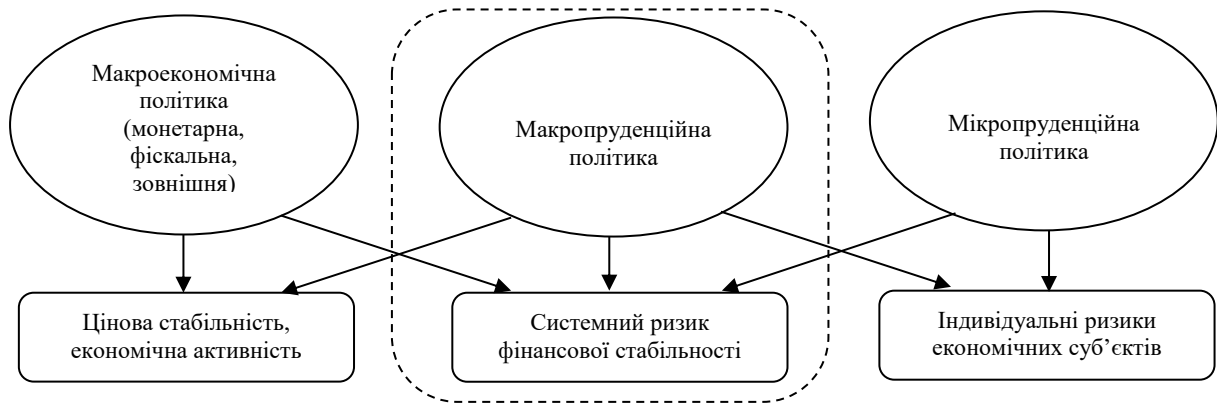 Макроекономічна
політика
(монетарна,
фіскальна,
зовнішня)
Макропруденційна
політика
Мікропруденційна
політика
Цінова стабільність,
економічна активність
Системний ризик
фінансової стабільності
Індивідуальні ризики
економічних суб’єктів